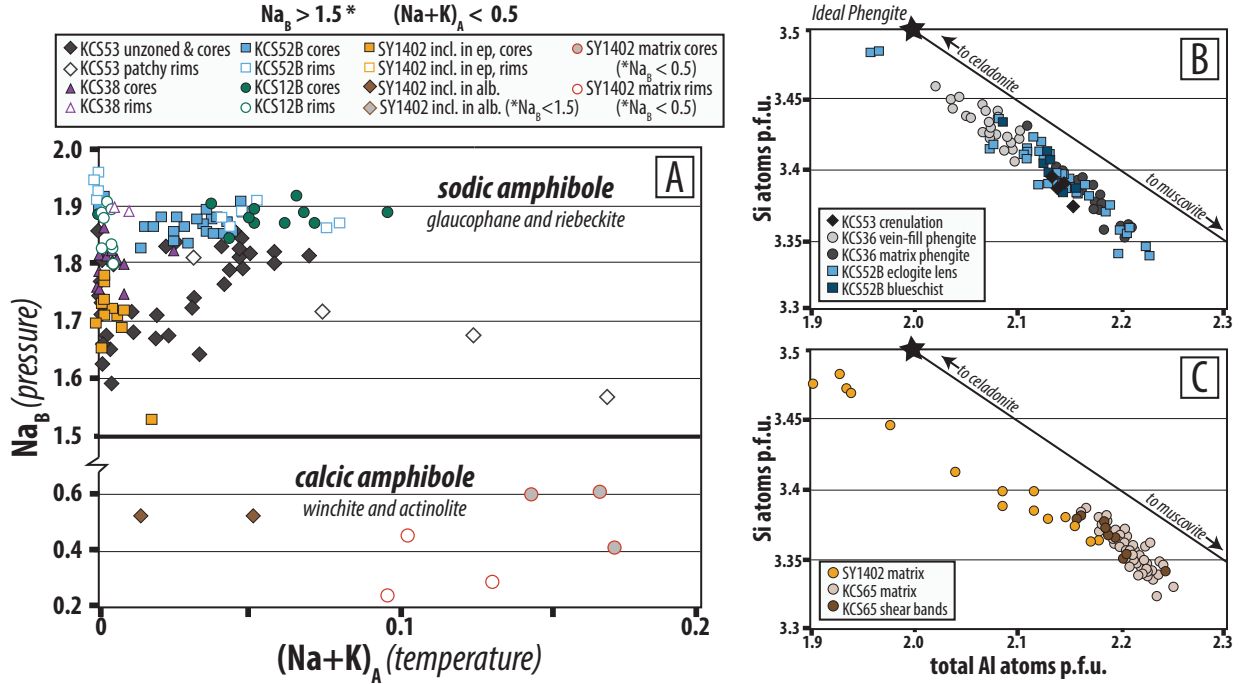 Na_B > 1.5 * (Na+K)_A < 0.5
KCS53 unzoned & cores
KCS53 patchy rims
KCS38 cores
KCS38 rims
KCS52B cores
KCS52B rims
KCS12B cores
KCS12B rims
SY1402 incl. in ep, cores
SY1402 incl. in ep, rims
SY1402 incl. in alb.
SY1402 incl. in alb. (*Na_B <1.5)
SY1402 matrix cores
(*Na_B < 0.5)
SY1402 matrix rims
(*Na_B < 0.5)
A
sodic amphibole
glaucophane and riebeckite
calcic amphibole
winchite and actinolite
2.0
1.9
1.8
1.7
1.6
1.5
0.6
0.4
0.2
Na_B (pressure)
0
0.1
0.2
(Na+K)_A (temperature)
Ideal Phengite
B
to celadonite
to muscovite
3.5
3.45
3.4
3.35
3.3
Si atoms p.f.u.
KCS53 crenulation
KCS36 vein-fill phengite
KCS36 matrix phengite
KCS52B eclogite lens
KCS52B blueschist
1.9
2.0
2.1
2.2
2.3
C
to celadonite
to muscovite
3.5
3.45
3.4
3.35
3.3
Si atoms p.f.u.
SY1402 matrix
KCS65 matrix
KCS65 shear bands
1.9
2.0
2.1
2.2
2.3
total Al atoms p.f.u.